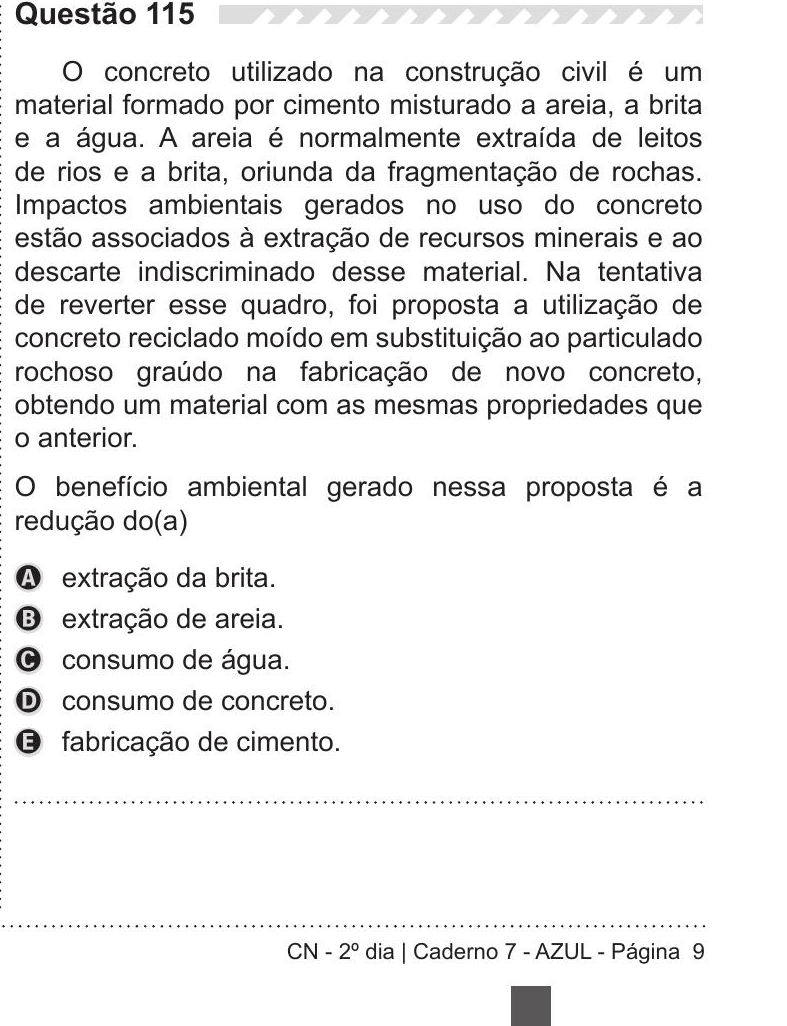 Questão 115
O concreto utilizado na construção civil é um
material formado por cimento misturado a areia, a brita
e a água. A areia é normalmente extraída de leitos
de rios e a brita, oriunda da fragmentação de rochas.
Impactos ambientais gerados no uso do concreto
estão associados à extração de recursos minerais e ao
descarte indiscriminado desse material. Na tentativa
de reverter esse quadro, foi proposta a utilização de
concreto reciclado moído em substituição ao particulado
rochoso graúdo na fabricação de novo concreto,
obtendo um material com as mesmas propriedades que
o anterior.
O benefício ambiental gerado nessa proposta é a
redução do(a)
A extração da brita.
B extração de areia.
C consumo de água.
D consumo de concreto.
E fabricação de cimento.
CN - 2º dia | Caderno 7 - AZUL - Página 9